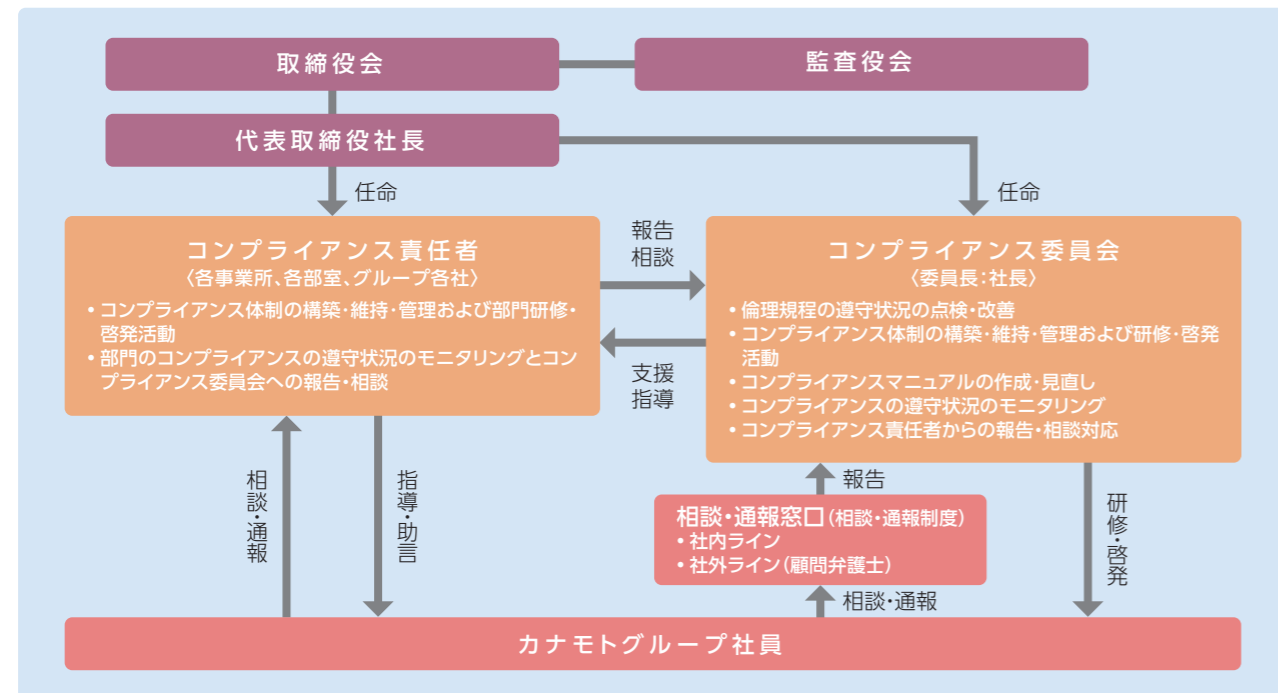 取締役会
監査役会
代表取締役社長
任命
任命
コンプライアンス責任者
〈各事業所、各部室、グループ各社〉
•コンプライアンス体制の構築・維持・管理および部門研修・
啓発活動
•部門のコンプライアンスの遵守状況のモニタリングとコン
プライアンス委員会への報告・相談
報告
相談
支援
指導
コンプライアンス委員会
〈委員長：社長〉
•倫理規程の遵守状況の点検・改善
•コンプライアンス体制の構築・維持・管理および研修・啓発
活動
•コンプライアンスマニュアルの作成・見直し
•コンプライアンスの遵守状況のモニタリング
•コンプライアンス責任者からの報告・相談対応
相談・通報
指導・助言
報告
相談・通報窓口（相談・通報制度）
•社内ライン
•社外ライン（顧問弁護士）
相談・通報
研修・啓発
カナモトグループ社員